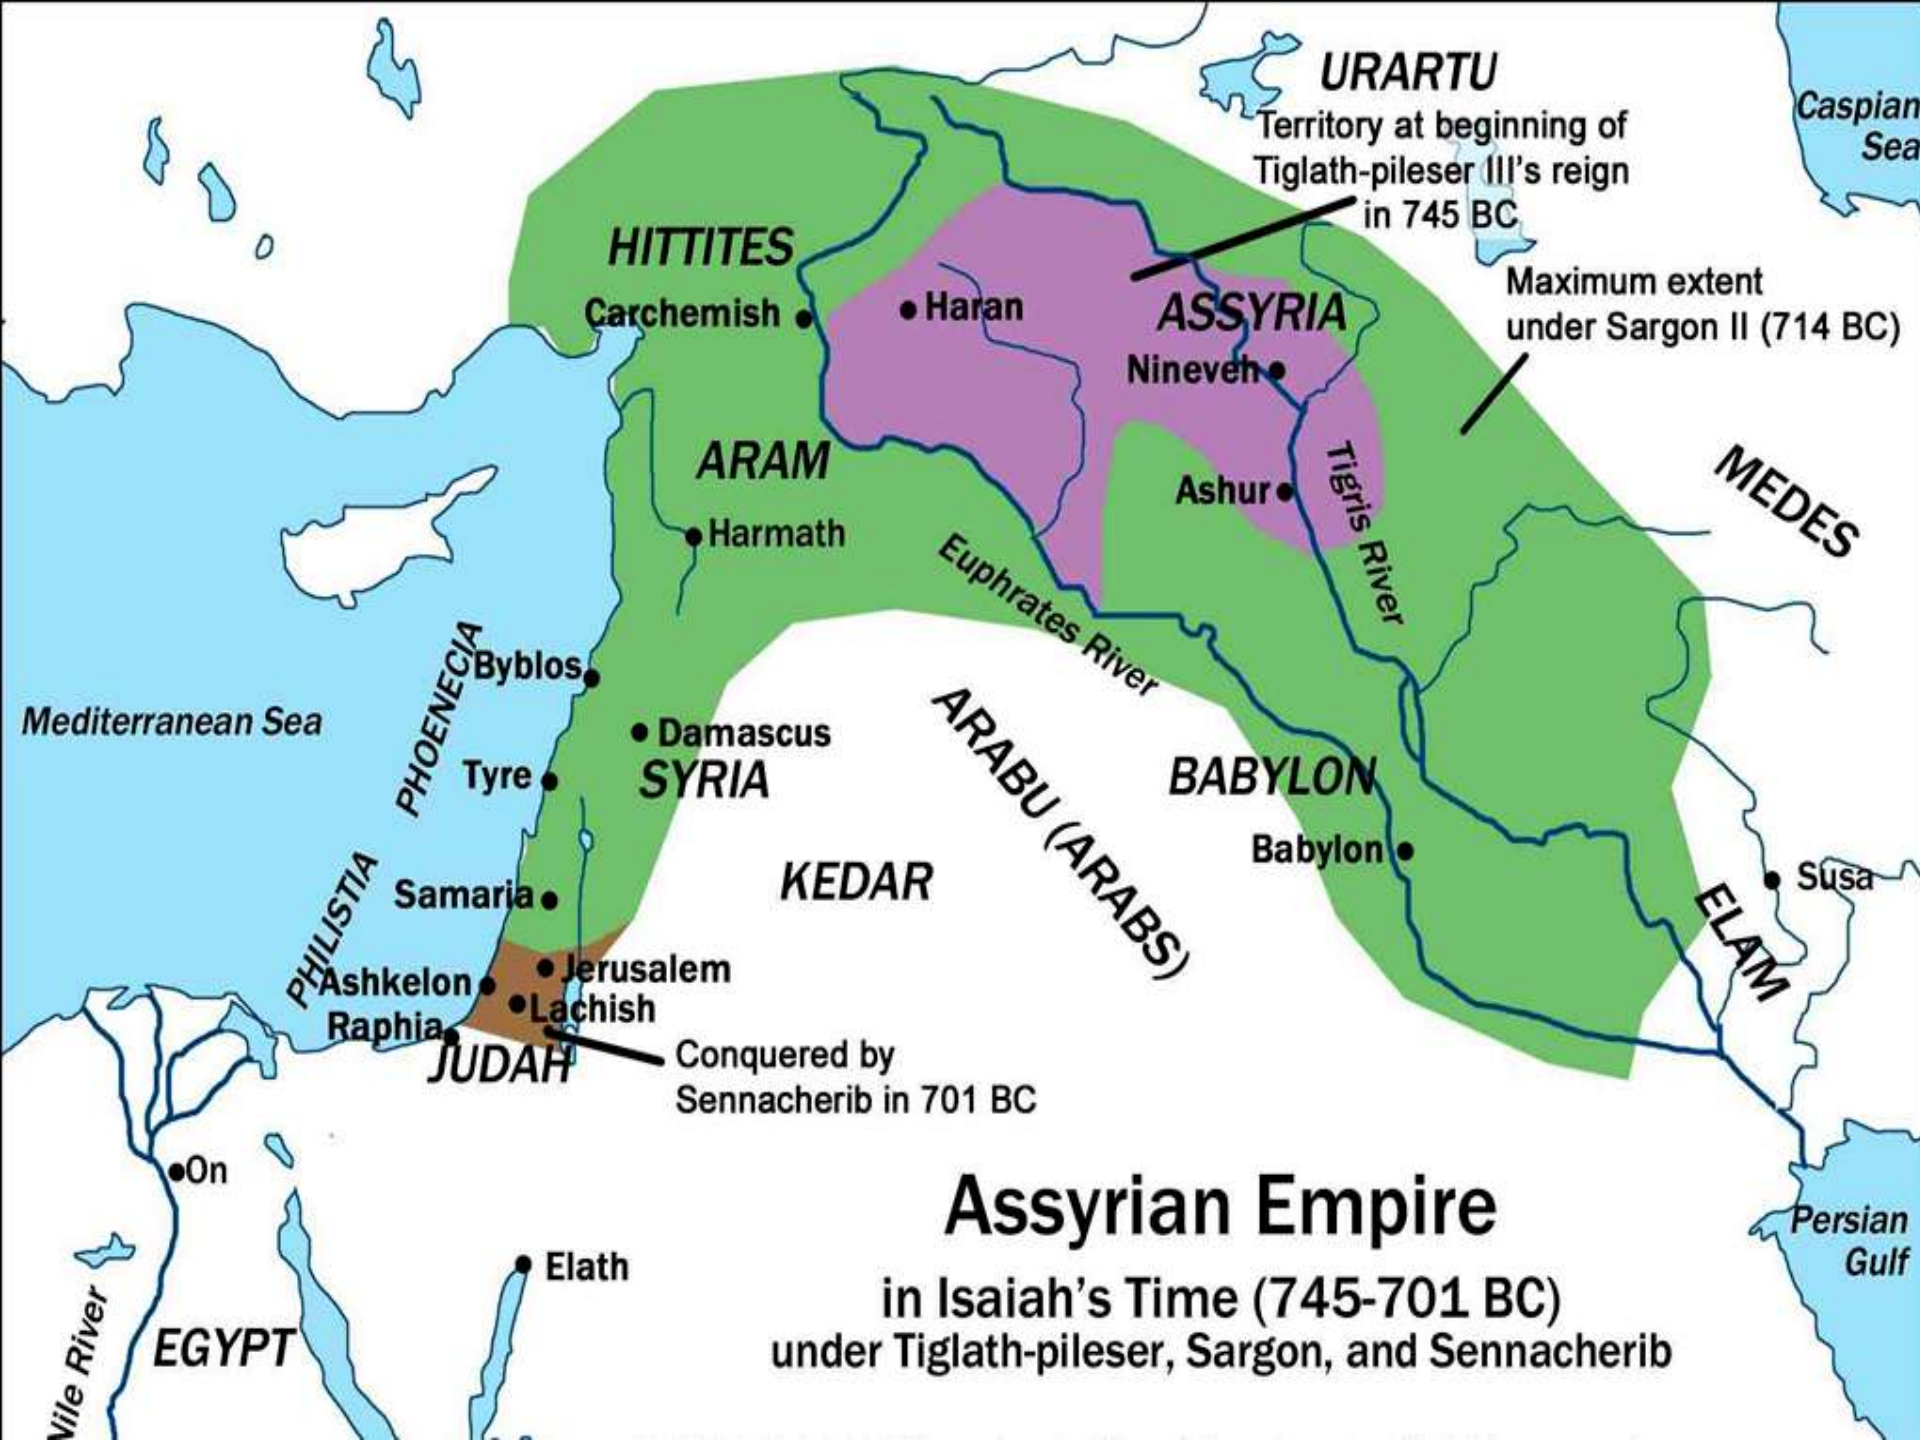 URARTU
Territory at beginning of
Tiglath-pileser III's reign
in 745 BC
Caspian
Sea
HITTITES
Maximum extent
under Sargon II (714 BC)
Carchemish
Haran
ASSYRIA
Nineveh
ARAM
MEDES
Ashur
Tigris River
Harmath
Euphrates River
PHOENECIA
Byblos
Mediterranean Sea
Damascus
ARABU (ARABS)
Tyre
SYRIA
BABYLON
Babylon
PHILISTIA
Samaria
KEDAR
Susa
ELAM
Ashkelon
Jerusalem
Lachish
Raphia
JUDAH
Conquered by
Sennacherib in 701 BC
On
Assyrian Empire
Persian
Gulf
Elath
in Isaiah's Time (745-701 BC)
Nile River
EGYPT
under Tiglath-pileser, Sargon, and Sennacherib